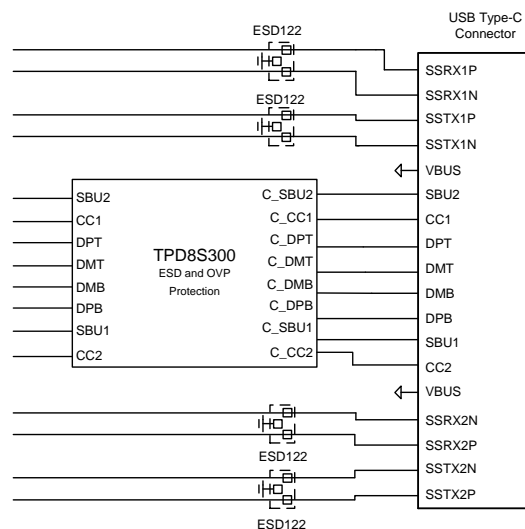 USB Type-C
Connector
ESD122
SSRX1P
SSRX1N
ESD122
SSTX1P
SSTX1N
VBUS
SBU2
C_SBU2
SBU2
CC1
C_CC1
CC1
DPT
C_DPT
DPT
TPD8S300
ESD and OVP
Protection
DMT
C_DMT
DMT
DMB
C_DMB
DMB
DPB
C_DPB
DPB
SBU1
C_SBU1
SBU1
CC2
C_CC2
CC2
VBUS
SSRX2N
SSRX2P
ESD122
SSTX2N
SSTX2P
ESD122